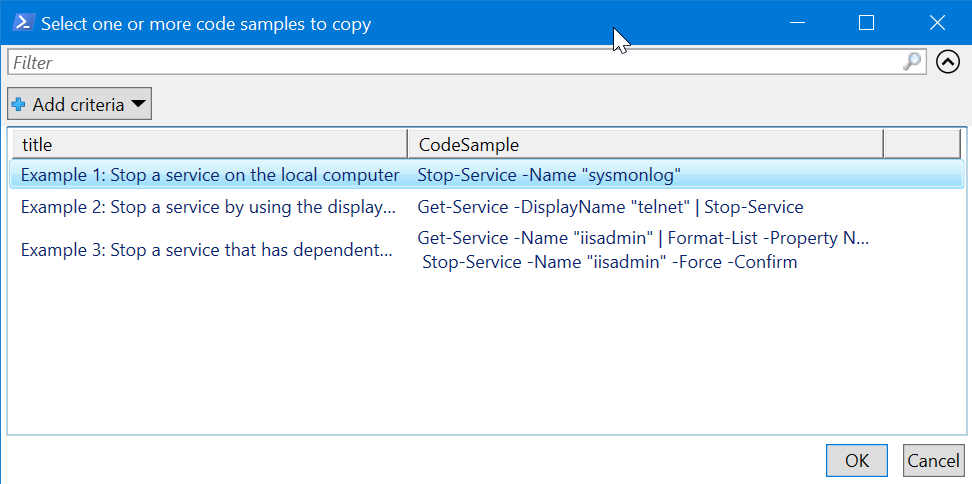 Select one or more code samples to copy
Filter
Add criteria
title CodeSample
Example 1: Stop a service on the local computer Stop-Service -Name "sysmonlog"
Example 2: Stop a service by using the display... Get-Service -DisplayName "telnet" | Stop-Service
Example 3: Stop a service that has dependent... Get-Service -Name "iisadmin" | Format-List -Property N...
Stop-Service -Name "iisadmin" -Force -Confirm
OK Cancel